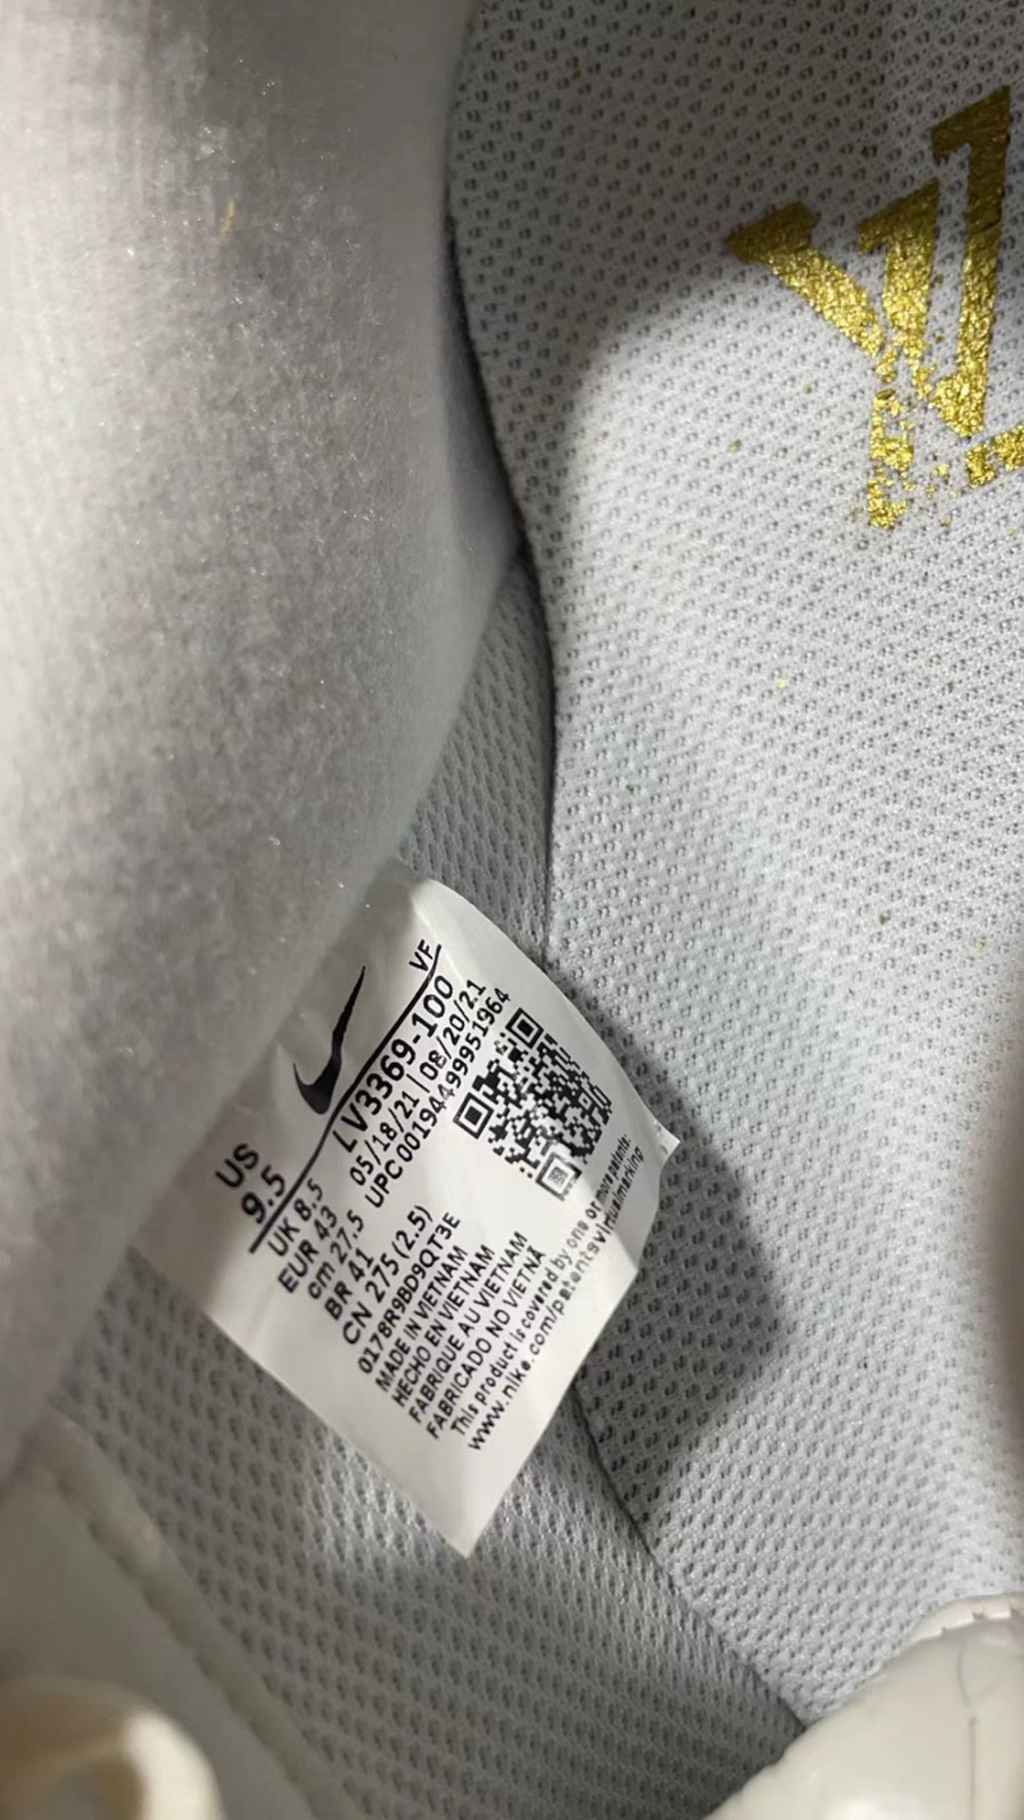 US
9.5
VF
UK 8.5
LV3369-100
EUR 43
05/18/21 | 08/20/21
cm 27.5
UPC 00194499951964
BR 41
CN 275 (2.5)
0178R9BD9QT3E
MADE IN VIETNAM
HECHO EN VIETNAM
FABRIQUE AU VIETNAM
FABRICADO NO VIETNÃ
This product is covered by one or more patents:
www.nike.com/patentsvirtualmarking